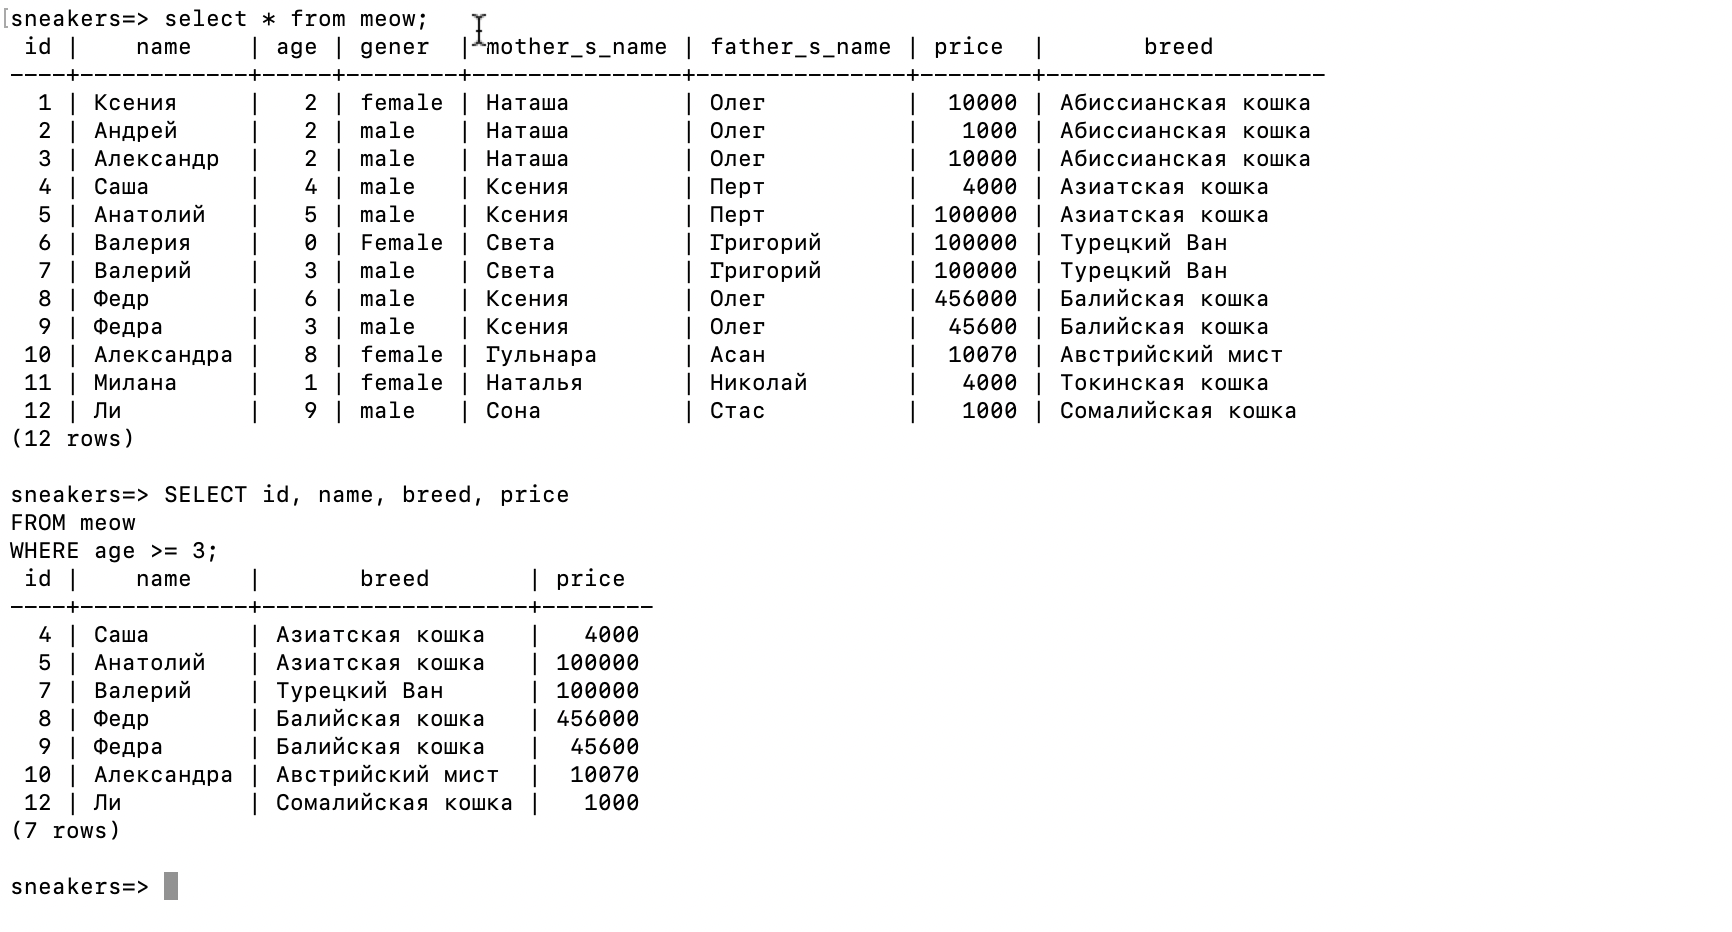 sneakers=> select * from meow;
 id |    name     | age | gener  | mother_s_name | father_s_name | price  |       breed
----+-------------+-----+--------+---------------+---------------+--------+--------------------
  1 | Ксения      |   2 | female | Наташа        | Олег          |  10000 | Абиссианская кошка
  2 | Андрей      |   2 | male   | Наташа        | Олег          |   1000 | Абиссианская кошка
  3 | Александр   |   2 | male   | Наташа        | Олег          |  10000 | Абиссианская кошка
  4 | Саша        |   4 | male   | Ксения        | Перт          |   4000 | Азиатская кошка
  5 | Анатолий    |   5 | male   | Ксения        | Перт          | 100000 | Азиатская кошка
  6 | Валерия     |   0 | Female | Света         | Григорий      | 100000 | Турецкий Ван
  7 | Валерий     |   3 | male   | Света         | Григорий      | 100000 | Турецкий Ван
  8 | Федр        |   6 | male   | Ксения        | Олег          | 456000 | Балийская кошка
  9 | Федра       |   3 | male   | Ксения        | Олег          |  45600 | Балийская кошка
 10 | Александра  |   8 | female | Гульнара      | Асан          |  10070 | Австрийский мист
 11 | Милана      |   1 | female | Наталья       | Николай       |   4000 | Токинская кошка
 12 | Ли          |   9 | male   | Сона          | Стас          |   1000 | Сомалийская кошка
(12 rows)
sneakers=> SELECT id, name, breed, price
FROM meow
WHERE age >= 3;
 id |    name     |       breed       | price
----+-------------+-------------------+--------
  4 | Саша        | Азиатская кошка   |   4000
  5 | Анатолий    | Азиатская кошка   | 100000
  7 | Валерий     | Турецкий Ван      | 100000
  8 | Федр        | Балийская кошка   | 456000
  9 | Федра       | Балийская кошка   |  45600
 10 | Александра  | Австрийский мист  |  10070
 12 | Ли          | Сомалийская кошка |   1000
(7 rows)
sneakers=>